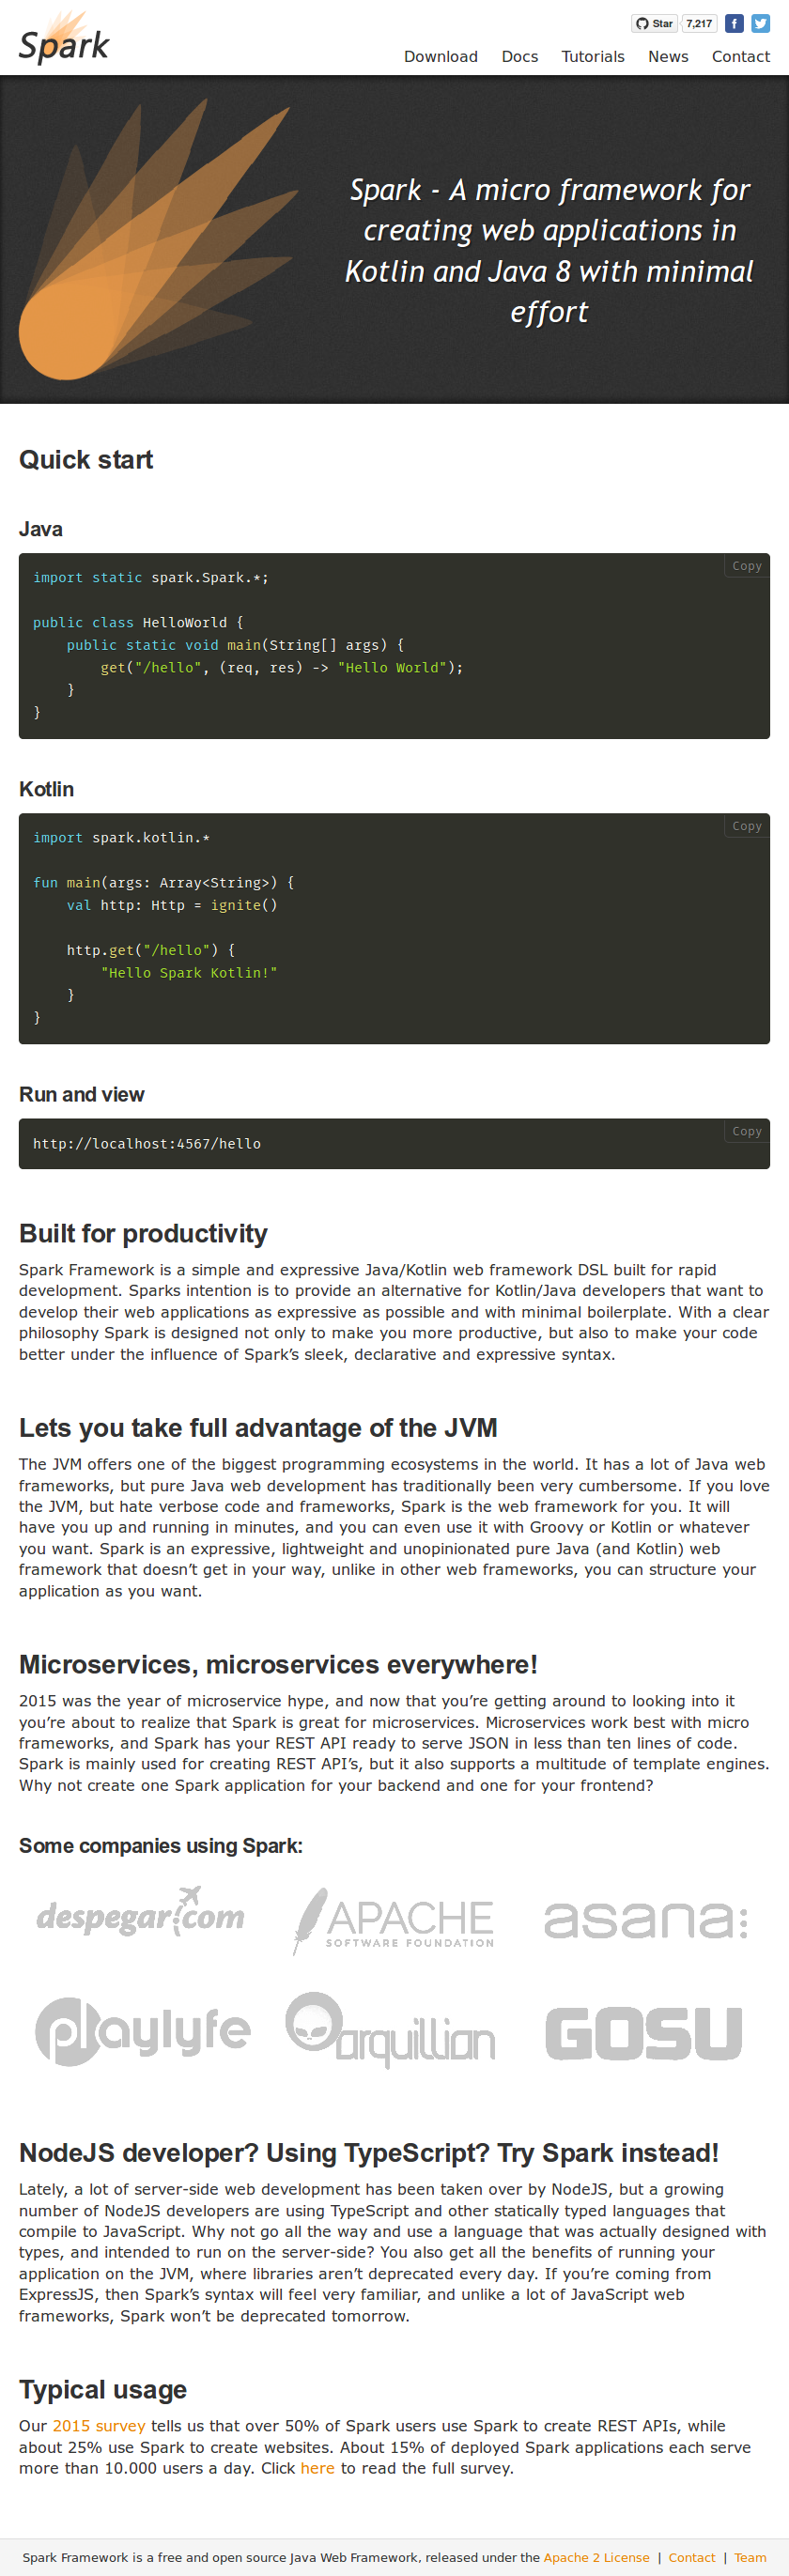 Spark
Star 7,217
Download Docs Tutorials News Contact
Spark - A micro framework for
creating web applications in
Kotlin and Java 8 with minimal
effort
Quick start
Java
Copy
import static spark.Spark.*;
public class HelloWorld {
    public static void main(String[] args) {
        get("/hello", (req, res) -> "Hello World");
    }
}
Kotlin
Copy
import spark.kotlin.*
fun main(args: Array<String>) {
    val http: Http = ignite()
    http.get("/hello") {
        "Hello Spark Kotlin!"
    }
}
Run and view
Copy
http://localhost:4567/hello
Built for productivity
Spark Framework is a simple and expressive Java/Kotlin web framework DSL built for rapid
development. Sparks intention is to provide an alternative for Kotlin/Java developers that want to
develop their web applications as expressive as possible and with minimal boilerplate. With a clear
philosophy Spark is designed not only to make you more productive, but also to make your code
better under the influence of Spark’s sleek, declarative and expressive syntax.
Lets you take full advantage of the JVM
The JVM offers one of the biggest programming ecosystems in the world. It has a lot of Java web
frameworks, but pure Java web development has traditionally been very cumbersome. If you love
the JVM, but hate verbose code and frameworks, Spark is the web framework for you. It will
have you up and running in minutes, and you can even use it with Groovy or Kotlin or whatever
you want. Spark is an expressive, lightweight and unopinionated pure Java (and Kotlin) web
framework that doesn’t get in your way, unlike in other web frameworks, you can structure your
application as you want.
Microservices, microservices everywhere!
2015 was the year of microservice hype, and now that you’re getting around to looking into it
you’re about to realize that Spark is great for microservices. Microservices work best with micro
frameworks, and Spark has your REST API ready to serve JSON in less than ten lines of code.
Spark is mainly used for creating REST API’s, but it also supports a multitude of template engines.
Why not create one Spark application for your backend and one for your frontend?
Some companies using Spark:
despegar.com
APACHE
SOFTWARE FOUNDATION
asana:
playlyfe
arquillian
GOSU
NodeJS developer? Using TypeScript? Try Spark instead!
Lately, a lot of server-side web development has been taken over by NodeJS, but a growing
number of NodeJS developers are using TypeScript and other statically typed languages that
compile to JavaScript. Why not go all the way and use a language that was actually designed with
types, and intended to run on the server-side? You also get all the benefits of running your
application on the JVM, where libraries aren’t deprecated every day. If you’re coming from
ExpressJS, then Spark’s syntax will feel very familiar, and unlike a lot of JavaScript web
frameworks, Spark won’t be deprecated tomorrow.
Typical usage
Our 2015 survey tells us that over 50% of Spark users use Spark to create REST APIs, while
about 25% use Spark to create websites. About 15% of deployed Spark applications each serve
more than 10.000 users a day. Click here to read the full survey.
Spark Framework is a free and open source Java Web Framework, released under the Apache 2 License | Contact | Team